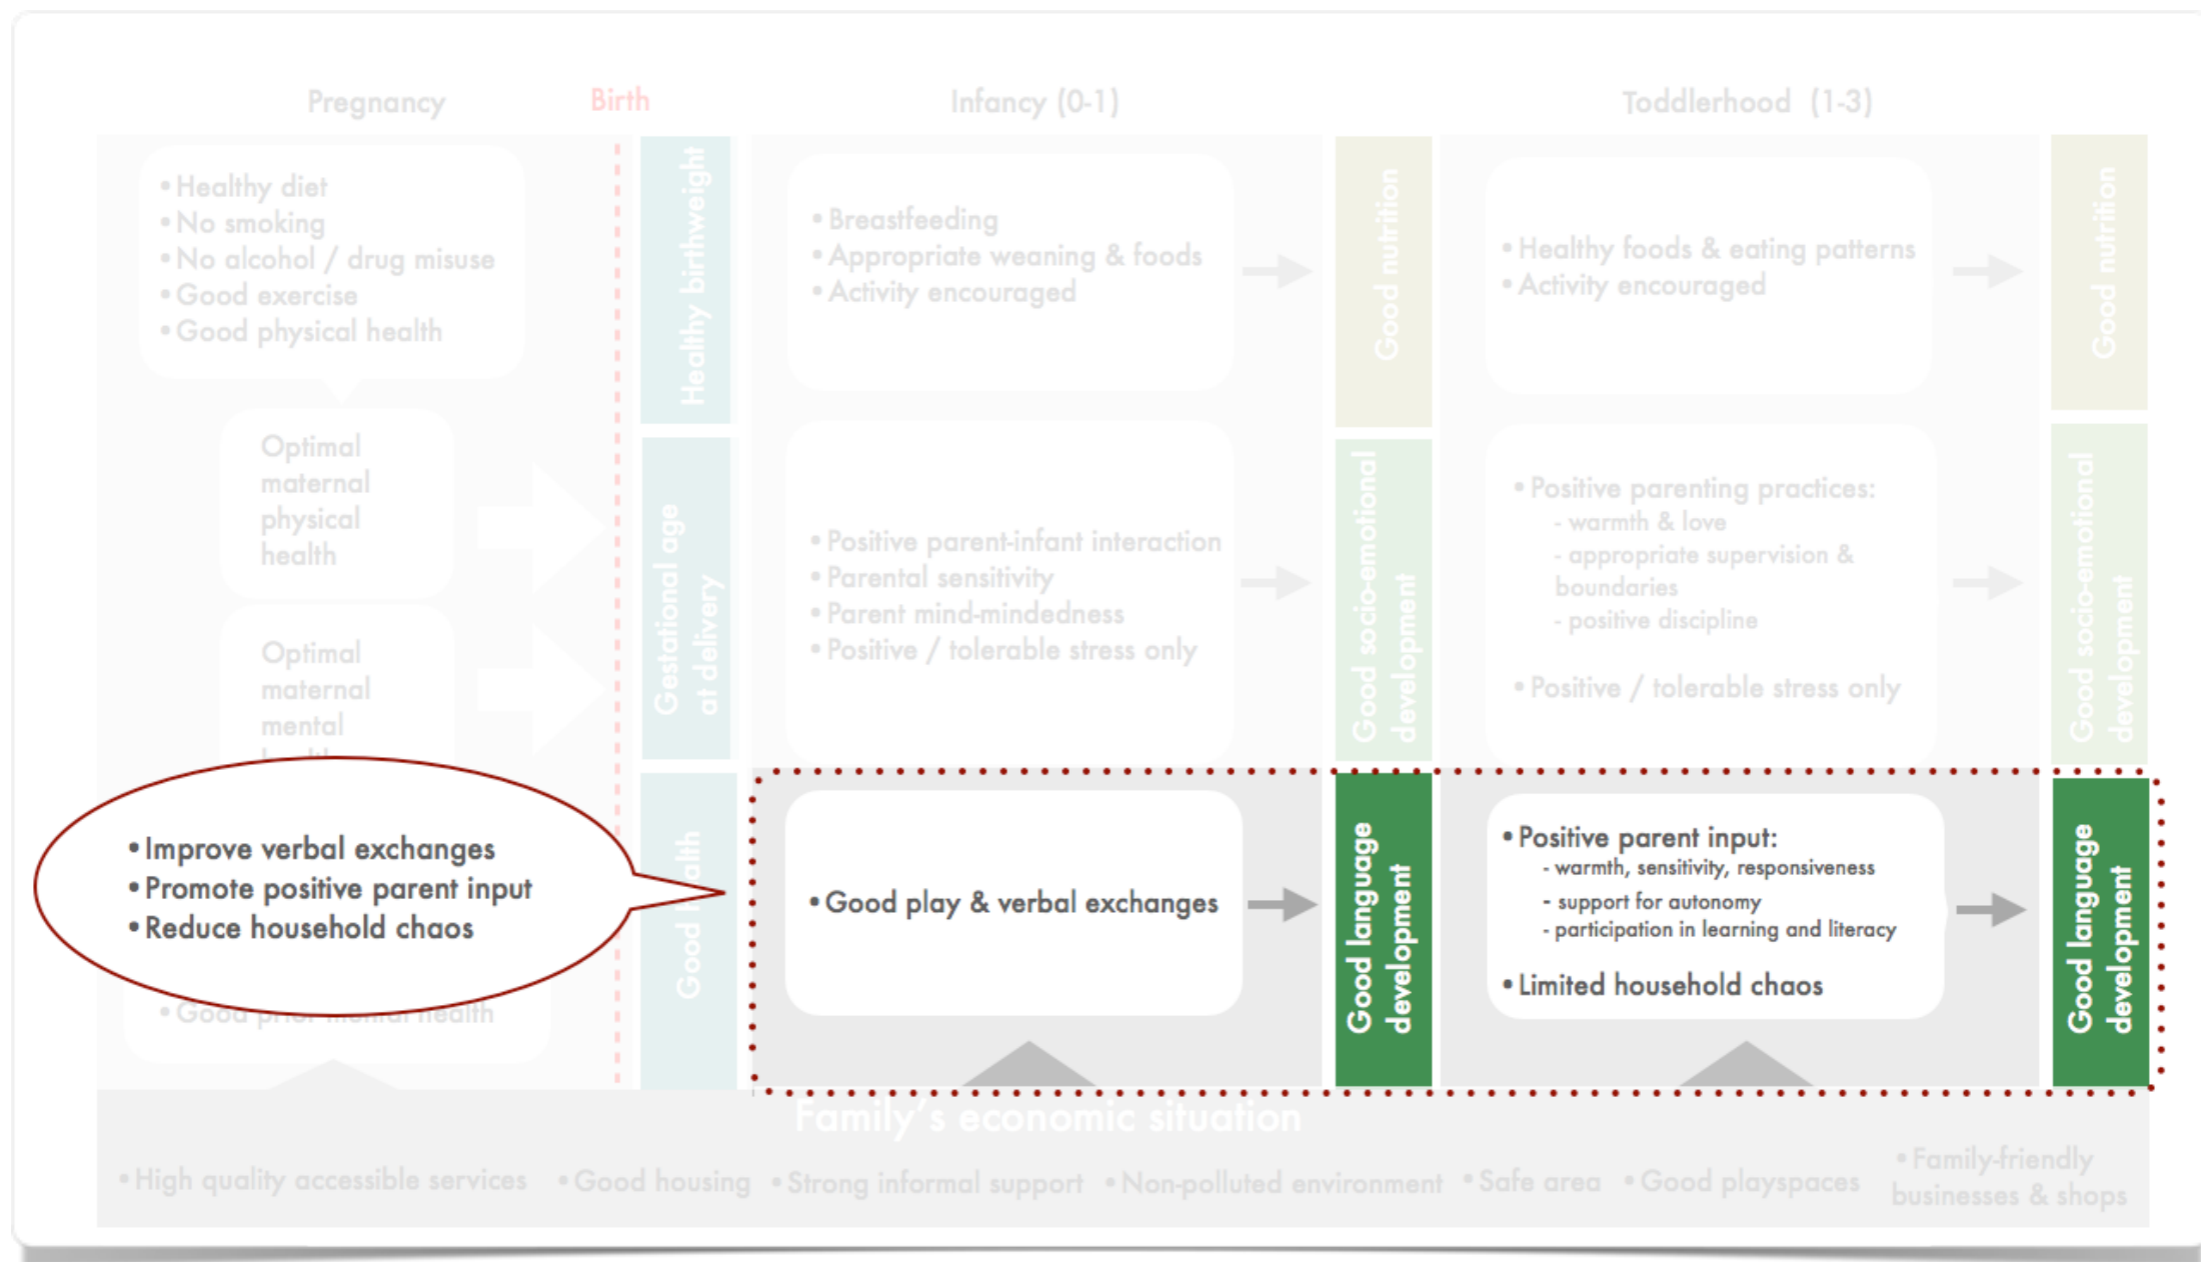 Pregnancy
Birth
Infancy (0-1)
Toddlerhood (1-3)
• Healthy diet
• No smoking
• No alcohol / drug misuse
• Good exercise
• Good physical health
Optimal
maternal
physical
health
Optimal
maternal
mental
• Improve verbal exchanges
• Promote positive parent input
• Reduce household chaos
• Good prior mental health
Healthy birthweight
Gestational age
at delivery
Good health
• Breastfeeding
• Appropriate weaning & foods
• Activity encouraged
• Positive parent-infant interaction
• Parental sensitivity
• Parent mind-mindedness
• Positive / tolerable stress only
• Good play & verbal exchanges
Good nutrition
Good socio-emotional
development
Good language
development
• Healthy foods & eating patterns
• Activity encouraged
• Positive parenting practices:
- warmth & love
- appropriate supervision &
boundaries
- positive discipline
• Positive / tolerable stress only
• Positive parent input:
- warmth, sensitivity, responsiveness
- support for autonomy
- participation in learning and literacy
• Limited household chaos
Good nutrition
Good socio-emotional
development
Good language
development
Family's economic situation
• High quality accessible services
• Good housing
• Strong informal support
• Non-polluted environment
• Safe area
• Good playspaces
• Family-friendly
businesses & shops